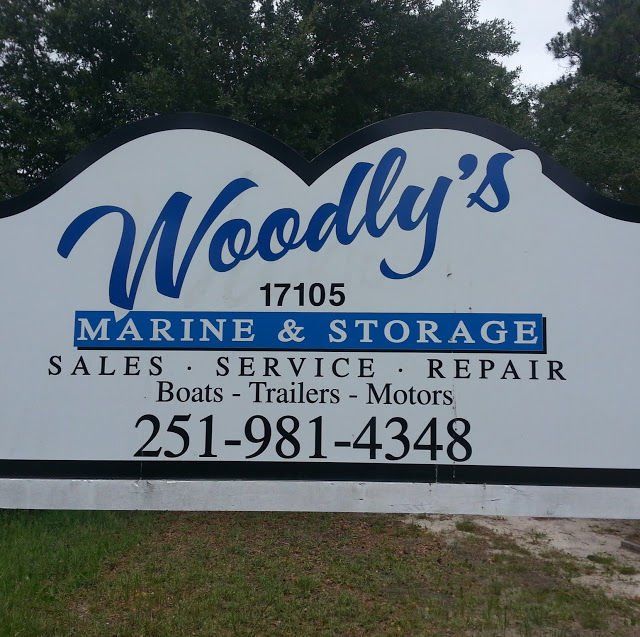 Woodly's
17105
MARINE & STORAGE
SALES · SERVICE · REPAIR
Boats - Trailers - Motors
251-981-4348